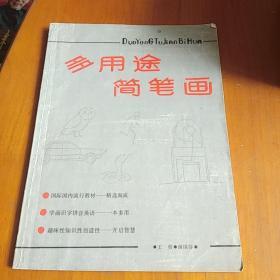 DuoYongTuJianBiHua
多用途
简笔画
国际国内流行教材——精选而成
学画识字拼音英语——一本多用
趣味性知识性创造性——开启智慧